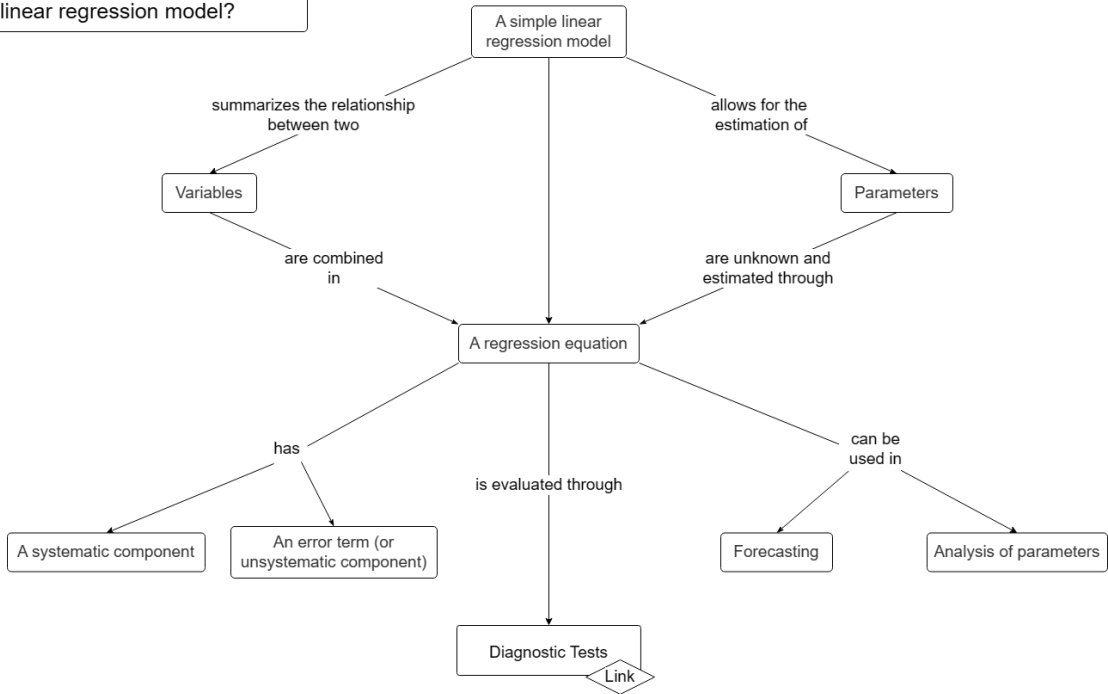 linear regression model?
A simple linear
regression model
summarizes the relationship
between two
allows for the
estimation of
Variables
Parameters
are combined
in
are unknown and
estimated through
A regression equation
has
is evaluated through
can be
used in
A systematic component
An error term (or
unsystematic component)
Forecasting
Analysis of parameters
Diagnostic Tests
Link